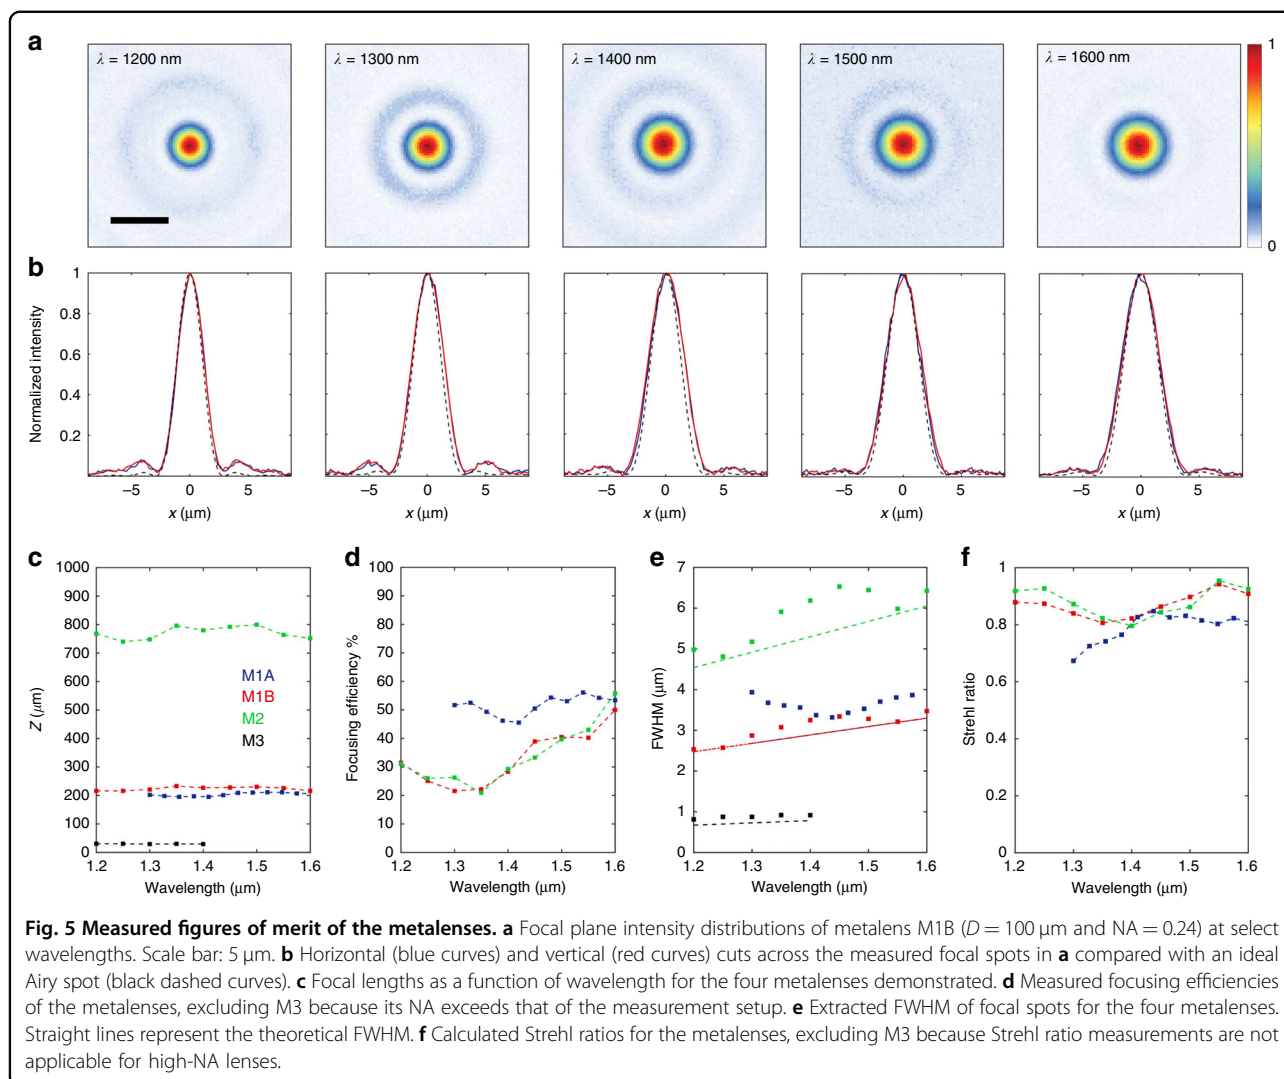 a
λ = 1200 nm
λ = 1300 nm
λ = 1400 nm
λ = 1500 nm
λ = 1600 nm
1
0
b
Normalized intensity
1
0.8
0.6
0.4
0.2
−5 0 5
x (μm)
−5 0 5
x (μm)
−5 0 5
x (μm)
−5 0 5
x (μm)
−5 0 5
x (μm)
c
Z (μm)
1000
900
800
700
600
500
400
300
200
100
0
M1A
M1B
M2
M3
1.2 1.3 1.4 1.5 1.6
Wavelength (μm)
d
Focusing efficiency %
100
90
80
70
60
50
40
30
20
10
0
1.2 1.3 1.4 1.5 1.6
Wavelength (μm)
e
FWHM (μm)
7
6
5
4
3
2
1
0
1.2 1.3 1.4 1.5 1.6
Wavelength (μm)
f
Strehl ratio
1
0.8
0.6
0.4
0.2
0
1.2 1.3 1.4 1.5 1.6
Wavelength (μm)
Fig. 5 Measured figures of merit of the metalenses. a Focal plane intensity distributions of metalens M1B (D = 100 μm and NA = 0.24) at select
wavelengths. Scale bar: 5 μm. b Horizontal (blue curves) and vertical (red curves) cuts across the measured focal spots in a compared with an ideal
Airy spot (black dashed curves). c Focal lengths as a function of wavelength for the four metalenses demonstrated. d Measured focusing efficiencies
of the metalenses, excluding M3 because its NA exceeds that of the measurement setup. e Extracted FWHM of focal spots for the four metalenses.
Straight lines represent the theoretical FWHM. f Calculated Strehl ratios for the metalenses, excluding M3 because Strehl ratio measurements are not
applicable for high-NA lenses.